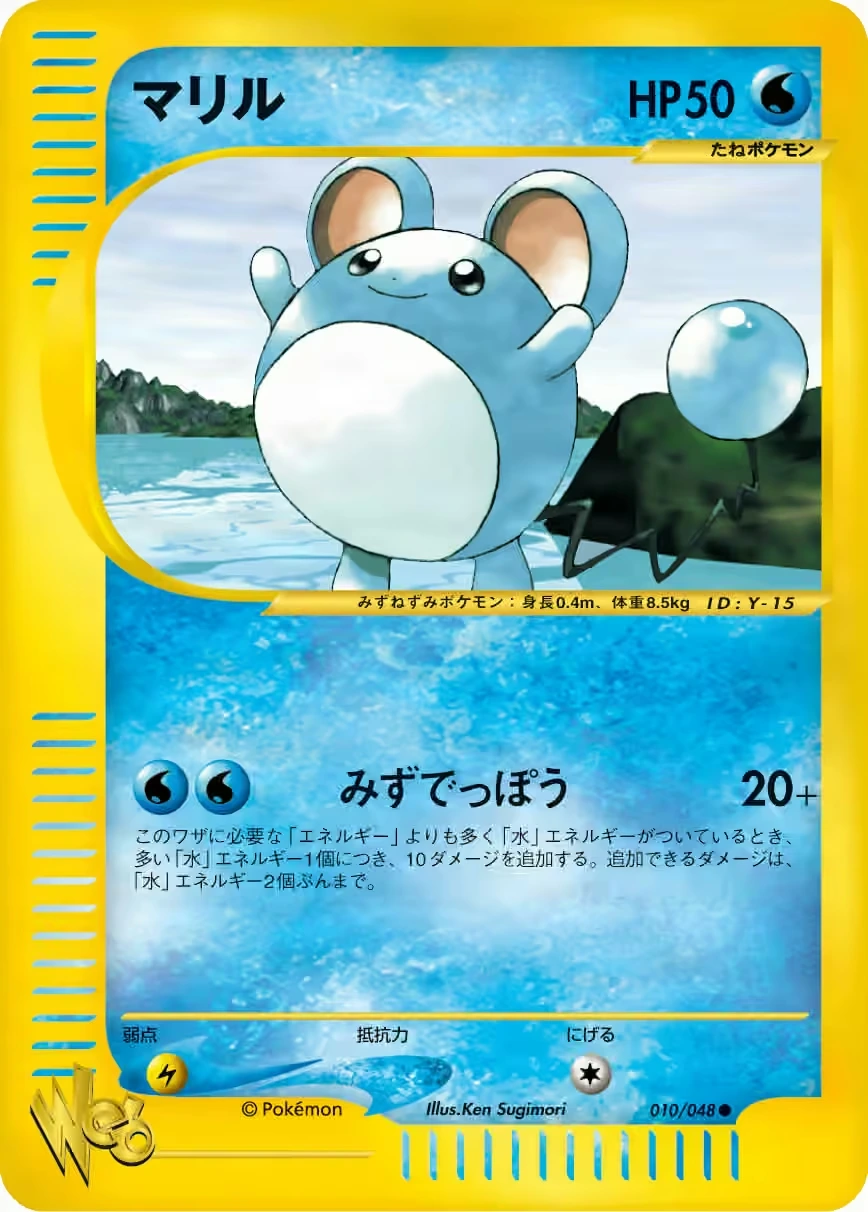 マリル
HP50
たねポケモン
みずねずみポケモン：身長0.4m、体重8.5kg ID:Y-15
みずでっぽう 20+
このワザに必要な「エネルギー」よりも多く「水」エネルギーがついているとき、
多い「水」エネルギー1個につき、10ダメージを追加する。追加できるダメージは、
「水」エネルギー2個ぶんまで。
弱点 抵抗力 にげる
Web
© Pokémon Illus.Ken Sugimori 010/048